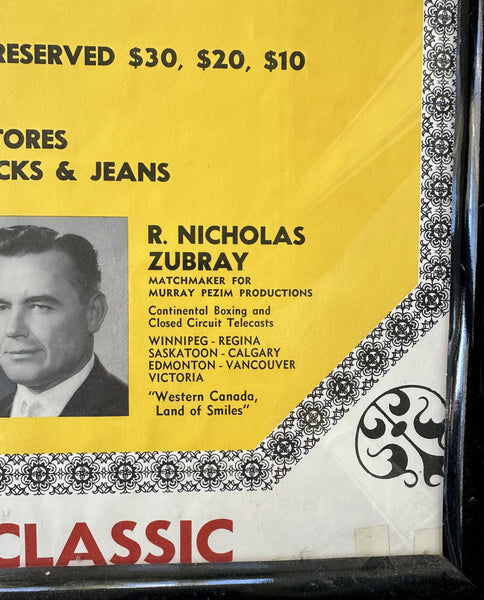 RESERVED $30, $20, $10
TORES
CKS & JEANS
R. NICHOLAS
ZUBRAY
MATCHMAKER FOR
MURRAY PEZIM PRODUCTIONS
Continental Boxing and
Closed Circuit Telecasts
WINNIPEG - REGINA
SASKATOON - CALGARY
EDMONTON - VANCOUVER
VICTORIA
"Western Canada,
Land of Smiles"
CLASSIC